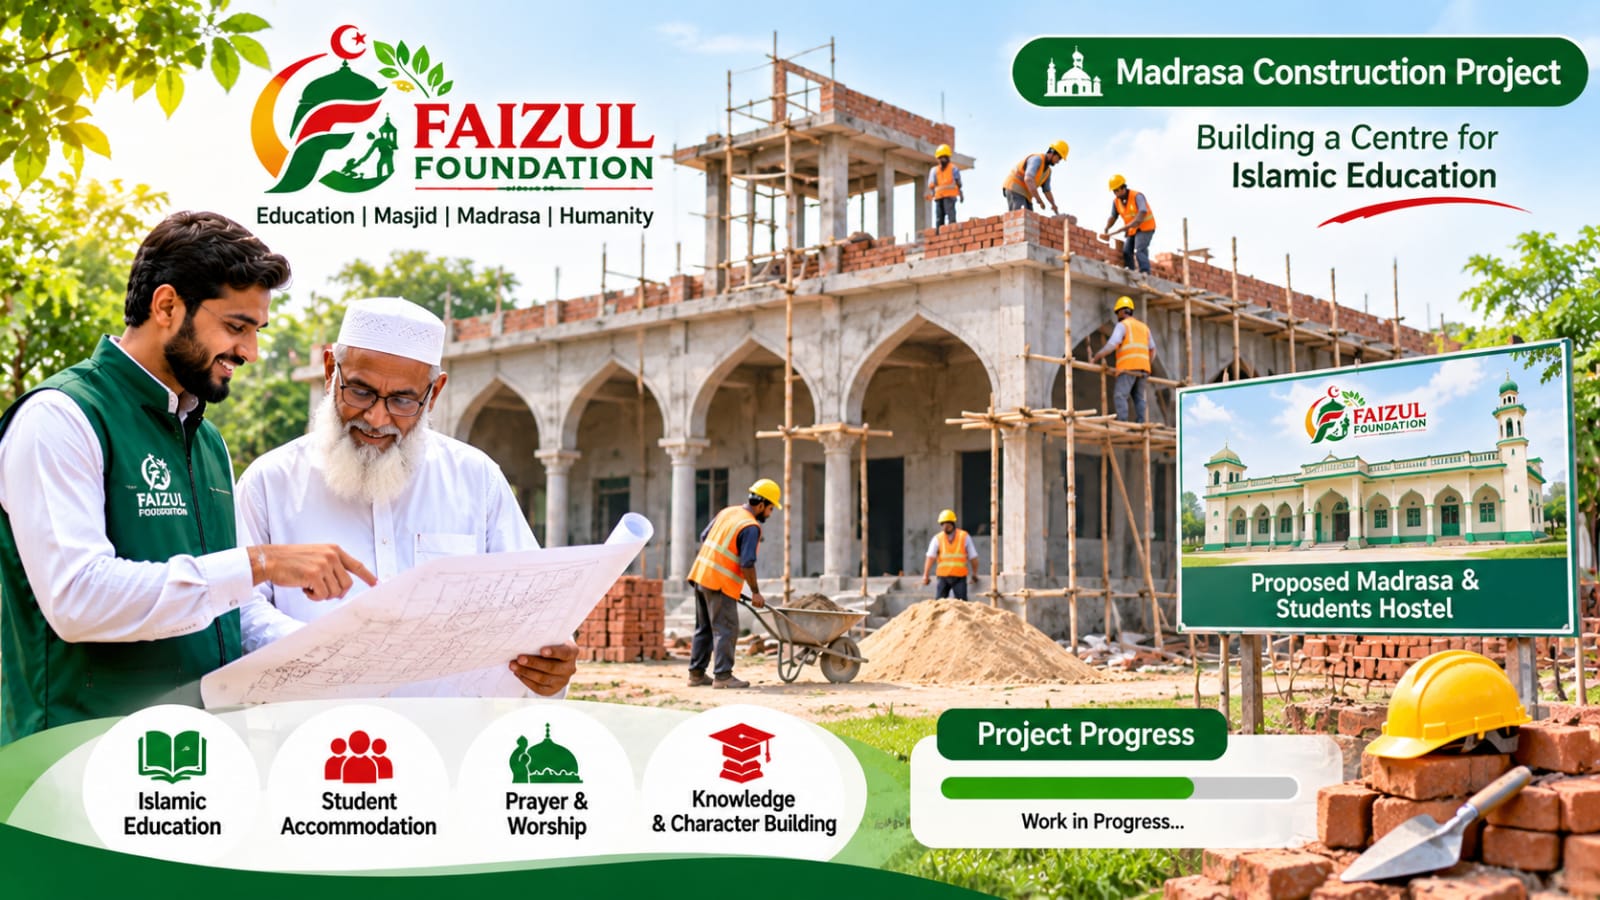 FAIZUL
FOUNDATION
Education | Masjid | Madrasa | Humanity
Madrasa Construction Project
Building a Centre for
Islamic Education
FAIZUL
FOUNDATION
FAIZUL
FOUNDATION
Proposed Madrasa &
Students Hostel
Project Progress
Work in Progress...
Islamic
Education
Student
Accommodation
Prayer &
Worship
Knowledge
& Character Building